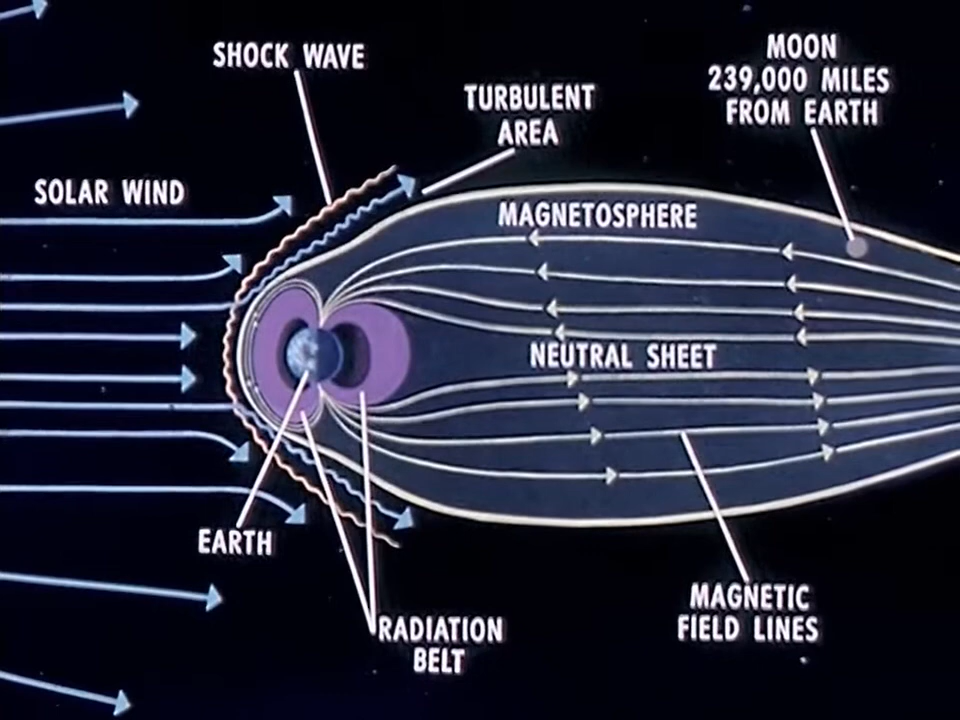 SHOCK WAVE
MOON
239,000 MILES
FROM EARTH
TURBULENT
AREA
SOLAR WIND
MAGNETOSPHERE
NEUTRAL SHEET
EARTH
MAGNETIC
FIELD LINES
RADIATION
BELT